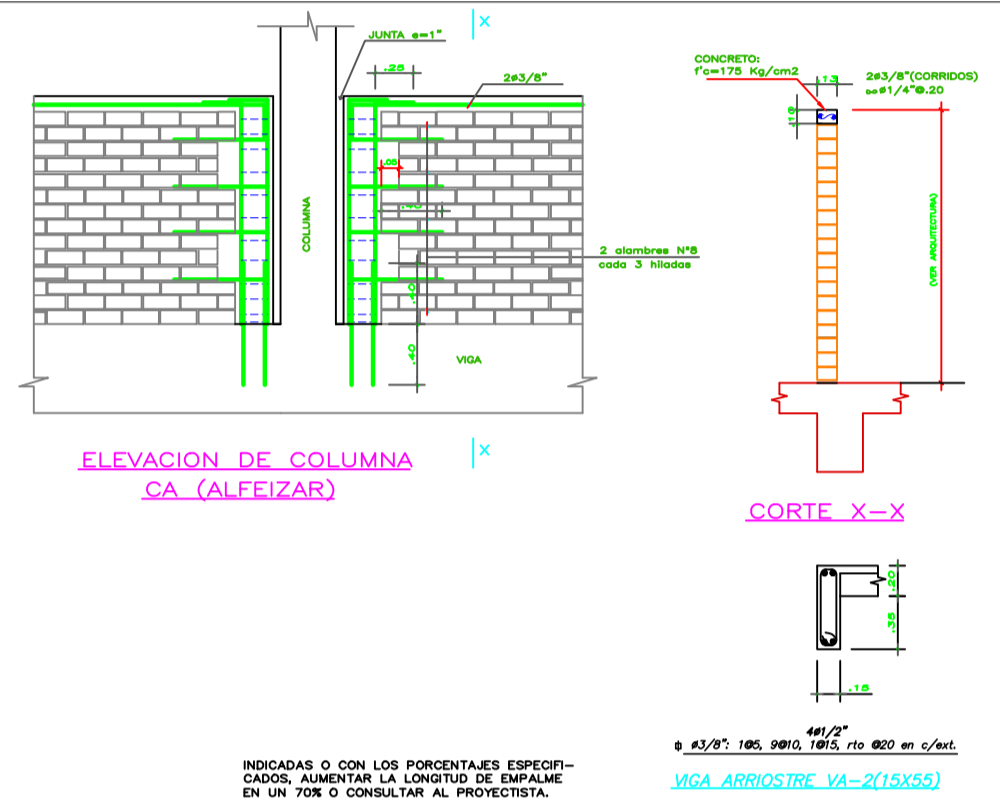 X
JUNTA e=1"
.25
2ø3/8"
.05
.40
COLUMNA
2 alambres Nº8
cada 3 hiladas
.40
.40
VIGA
ELEVACION DE COLUMNA
CA (ALFEIZAR)
X
CONCRETO:
f'c=175 Kg/cm2
.13
2ø3/8"(CORRIDOS)
ø1/4"@.20
.10
(VER ARQUITECTURA)
CORTE X-X
.20
.35
.15
4ø1/2"
ø3/8": 1@5, 9@10, 1@15, rto @20 en c/ext.
VIGA ARRIOSTRE VA-2(15X55)
INDICADAS O CON LOS PORCENTAJES ESPECIFI-
CADOS, AUMENTAR LA LONGITUD DE EMPALME
EN UN 70% O CONSULTAR AL PROYECTISTA.